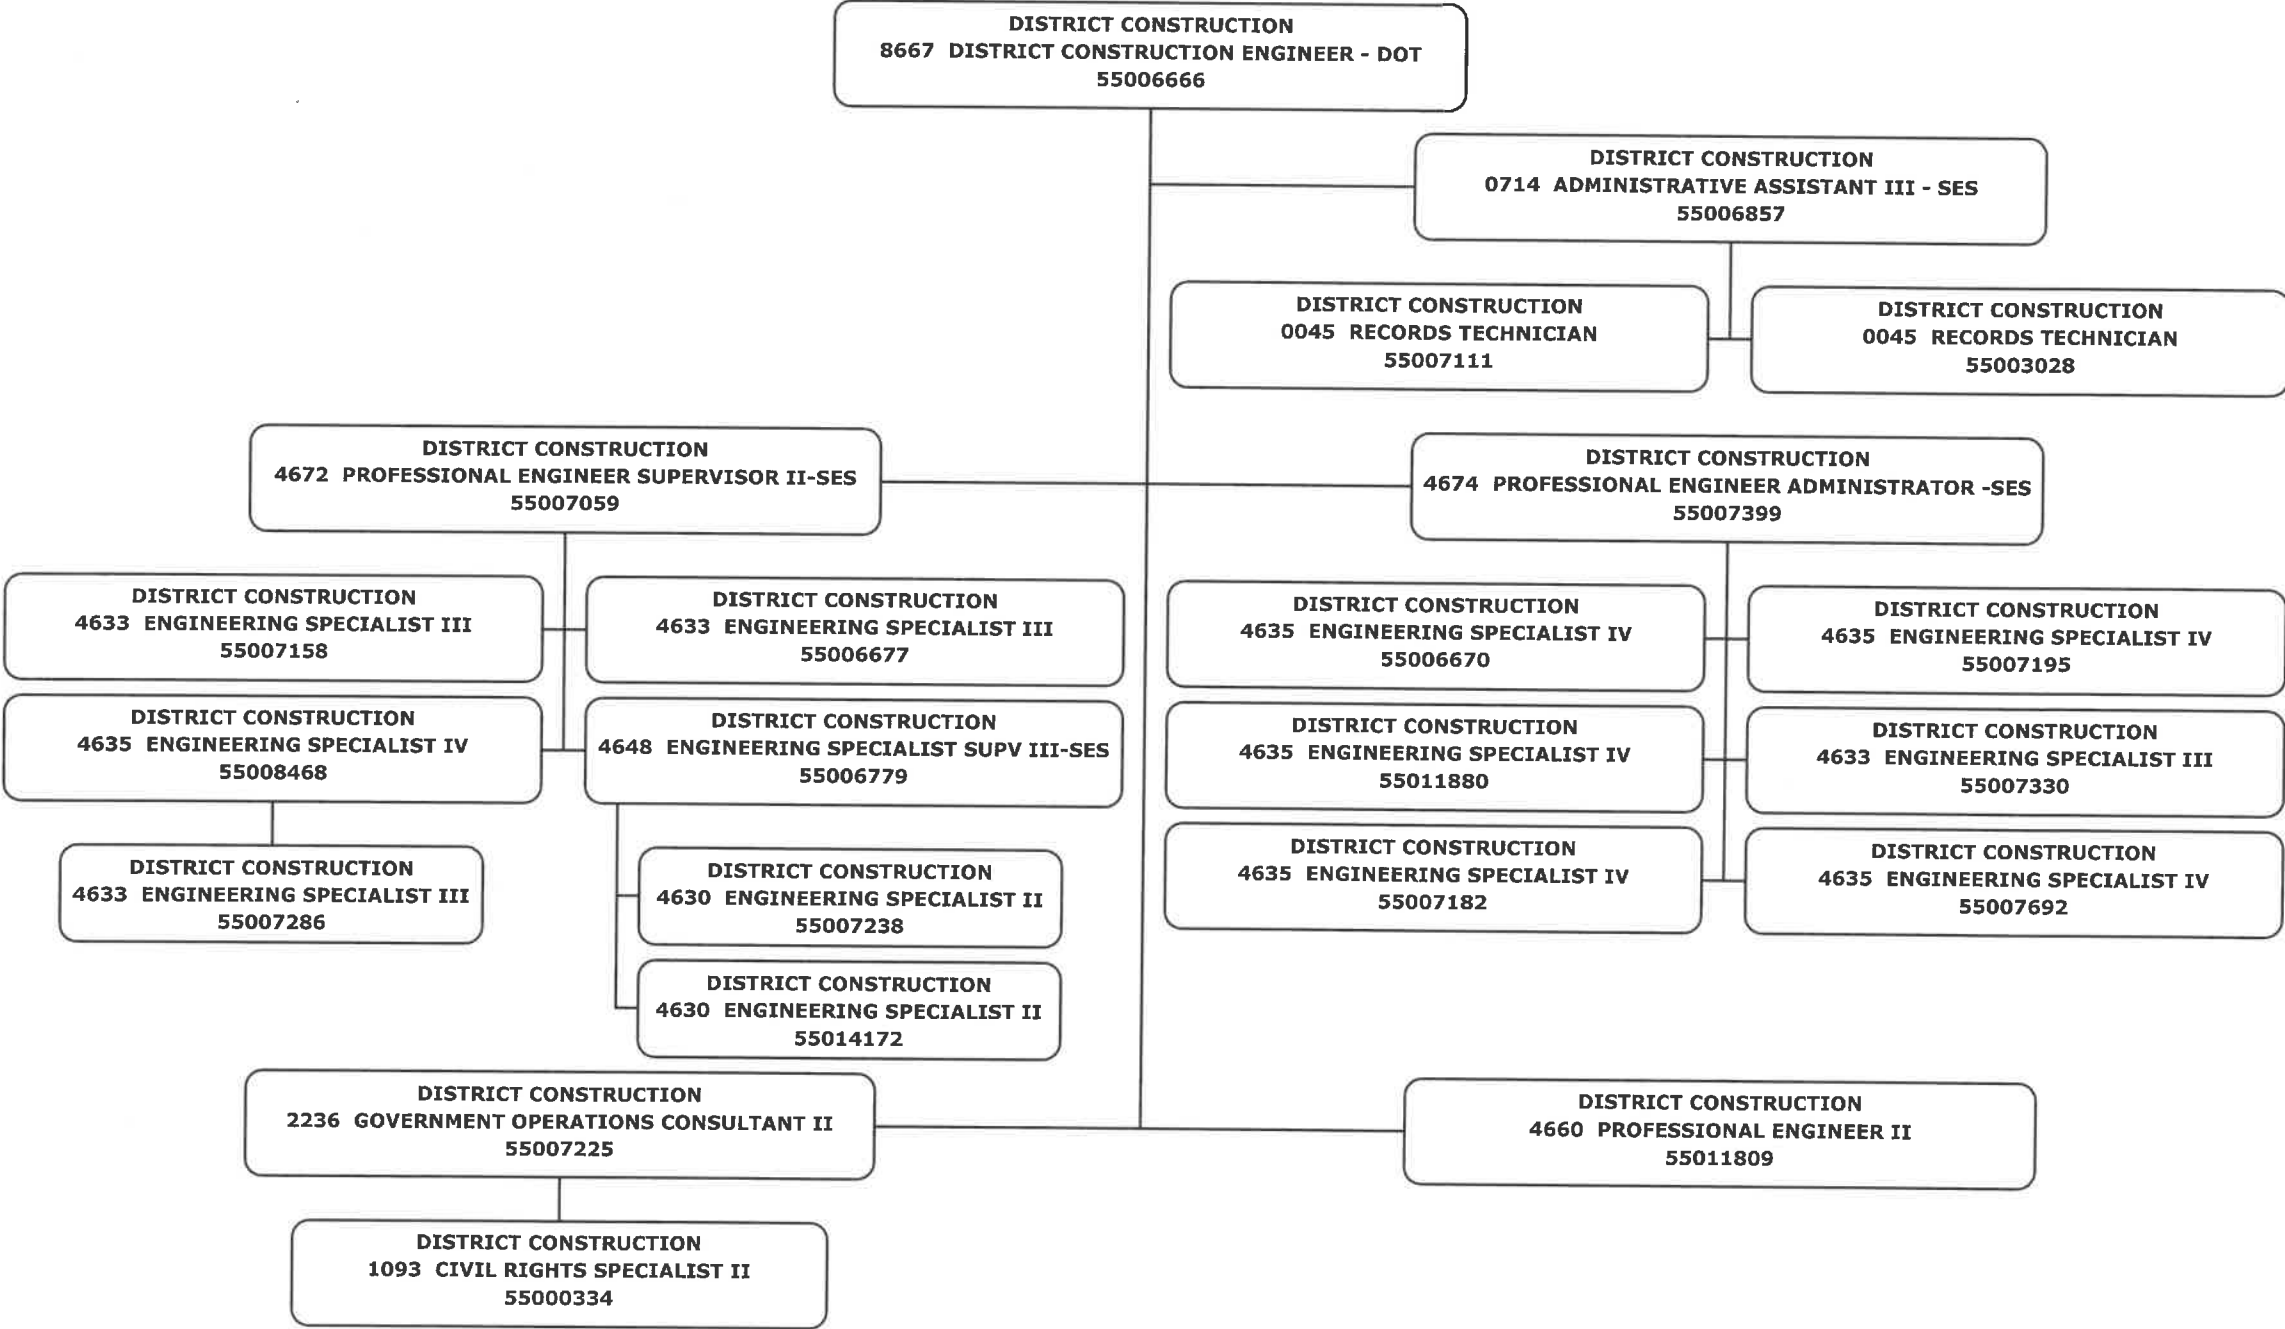 DISTRICT CONSTRUCTION
8667 DISTRICT CONSTRUCTION ENGINEER - DOT
55006666
DISTRICT CONSTRUCTION
0714 ADMINISTRATIVE ASSISTANT III - SES
55006857
DISTRICT CONSTRUCTION
0045 RECORDS TECHNICIAN
55007111
DISTRICT CONSTRUCTION
0045 RECORDS TECHNICIAN
55003028
DISTRICT CONSTRUCTION
4672 PROFESSIONAL ENGINEER SUPERVISOR II-SES
55007059
DISTRICT CONSTRUCTION
4674 PROFESSIONAL ENGINEER ADMINISTRATOR -SES
55007399
DISTRICT CONSTRUCTION
4633 ENGINEERING SPECIALIST III
55007158
DISTRICT CONSTRUCTION
4633 ENGINEERING SPECIALIST III
55006677
DISTRICT CONSTRUCTION
4635 ENGINEERING SPECIALIST IV
55006670
DISTRICT CONSTRUCTION
4635 ENGINEERING SPECIALIST IV
55007195
DISTRICT CONSTRUCTION
4635 ENGINEERING SPECIALIST IV
55008468
DISTRICT CONSTRUCTION
4648 ENGINEERING SPECIALIST SUPV III-SES
55006779
DISTRICT CONSTRUCTION
4635 ENGINEERING SPECIALIST IV
55011880
DISTRICT CONSTRUCTION
4633 ENGINEERING SPECIALIST III
55007330
DISTRICT CONSTRUCTION
4633 ENGINEERING SPECIALIST III
55007286
DISTRICT CONSTRUCTION
4630 ENGINEERING SPECIALIST II
55007238
DISTRICT CONSTRUCTION
4635 ENGINEERING SPECIALIST IV
55007182
DISTRICT CONSTRUCTION
4635 ENGINEERING SPECIALIST IV
55007692
DISTRICT CONSTRUCTION
4630 ENGINEERING SPECIALIST II
55014172
DISTRICT CONSTRUCTION
2236 GOVERNMENT OPERATIONS CONSULTANT II
55007225
DISTRICT CONSTRUCTION
4660 PROFESSIONAL ENGINEER II
55011809
DISTRICT CONSTRUCTION
1093 CIVIL RIGHTS SPECIALIST II
55000334